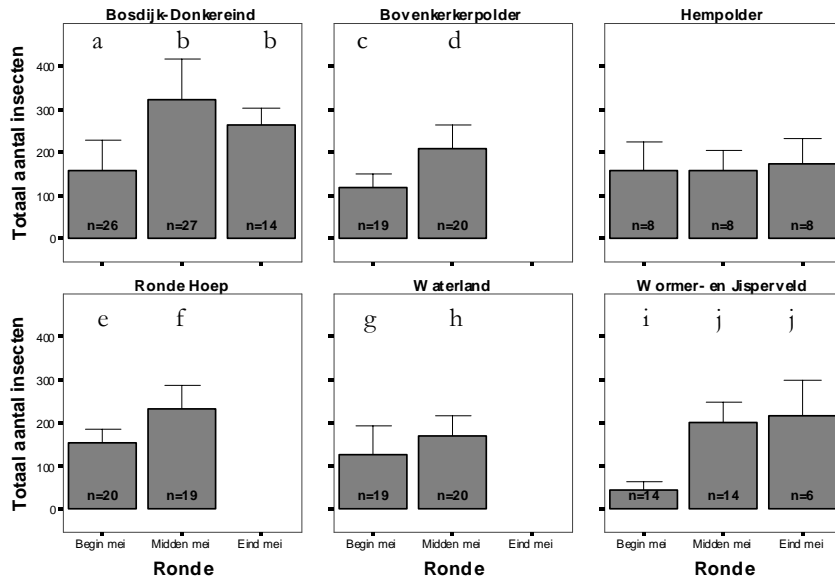 Bosdijk-Donkereind
Bovenkerkerpolder
Hempolder
Totaal aantal insecten
400
300
200
100
0
a b b
n=26 n=27 n=14
c d
n=19 n=20
n=8 n=8 n=8
Ronde Hoep
Waterland
Wormer- en Jisperveld
Totaal aantal insecten
400
300
200
100
0
e f
n=20 n=19
g h
n=19 n=20
i j j
n=14 n=14 n=6
Begin mei Midden mei Eind mei
Begin mei Midden mei Eind mei
Begin mei Midden mei Eind mei
Ronde
Ronde
Ronde